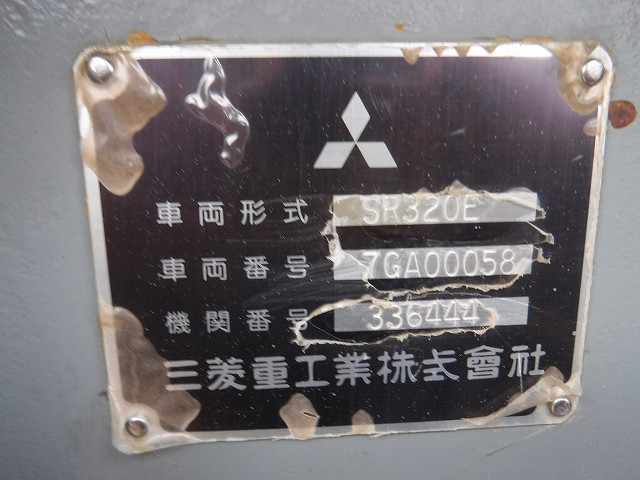 車両形式 SR320E
車両番号 7GA00058
機関番号 336444
三菱重工業株式會社